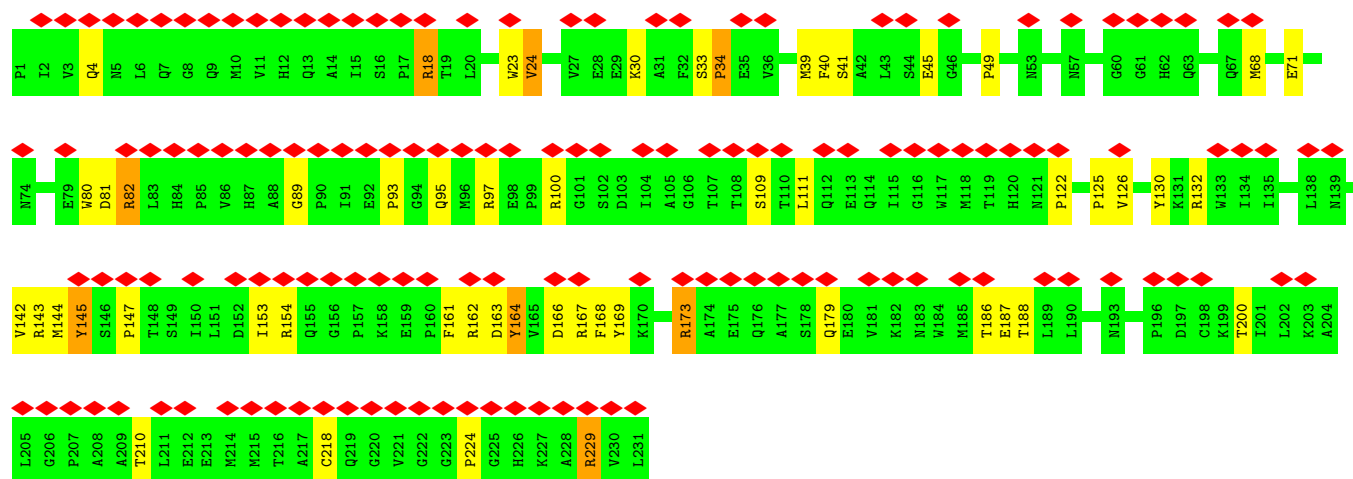 P1 I2 V3 Q4 N5 L6 Q7 G8 Q9 M10 V11 H12 Q13 A14 I15 S16 P17 R18 T19 L20 W23 V24 V27 E28 E29 K30 A31 F32 S33 P34 E35 V36 M39 F40 S41 A42 L43 S44 E45 G46 P49 N53 N57 G60 G61 H62 Q63 Q67 M68 E71
N74 E79 W80 D81 R82 L83 H84 P85 V86 H87 A88 G89 P90 I91 E92 P93 G94 Q95 M96 R97 E98 P99 R100 G101 S102 D103 I104 A105 G106 T107 T108 S109 T110 L111 Q112 E113 Q114 I115 G116 W117 M118 T119 H120 N121 P122 P125 V126 Y130 K131 R132 W133 I134 I135 L138 N139
V142 R143 M144 Y145 S146 P147 T148 S149 I150 L151 D152 I153 R154 Q155 G156 P157 K158 E159 P160 F161 R162 D163 Y164 V165 D166 R167 F168 Y169 K170 R173 A174 E175 Q176 A177 S178 Q179 E180 V181 K182 N183 W184 M185 T186 E187 T188 L189 L190 N193 P196 D197 C198 K199 T200 I201 L202 K203 A204
L205 G206 P207 A208 A209 T210 L211 E212 E213 M214 M215 T216 A217 C218 Q219 G220 V221 G222 G223 P224 G225 H226 K227 A228 R229 V230 L231